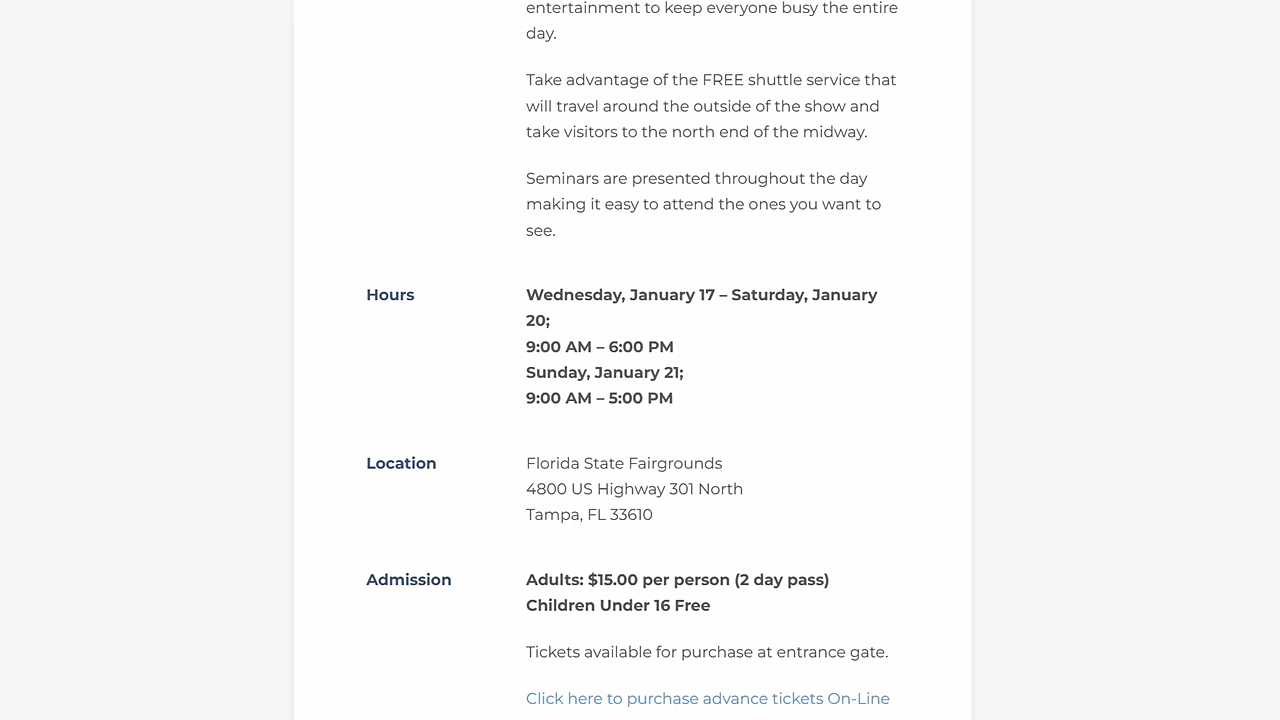 entertainment to keep everyone busy the entire
day.
Take advantage of the FREE shuttle service that
will travel around the outside of the show and
take visitors to the north end of the midway.
Seminars are presented throughout the day
making it easy to attend the ones you want to
see.
Hours
Wednesday, January 17 – Saturday, January
20;
9:00 AM – 6:00 PM
Sunday, January 21;
9:00 AM – 5:00 PM
Location
Florida State Fairgrounds
4800 US Highway 301 North
Tampa, FL 33610
Admission
Adults: $15.00 per person (2 day pass)
Children Under 16 Free
Tickets available for purchase at entrance gate.
Click here to purchase advance tickets On-Line